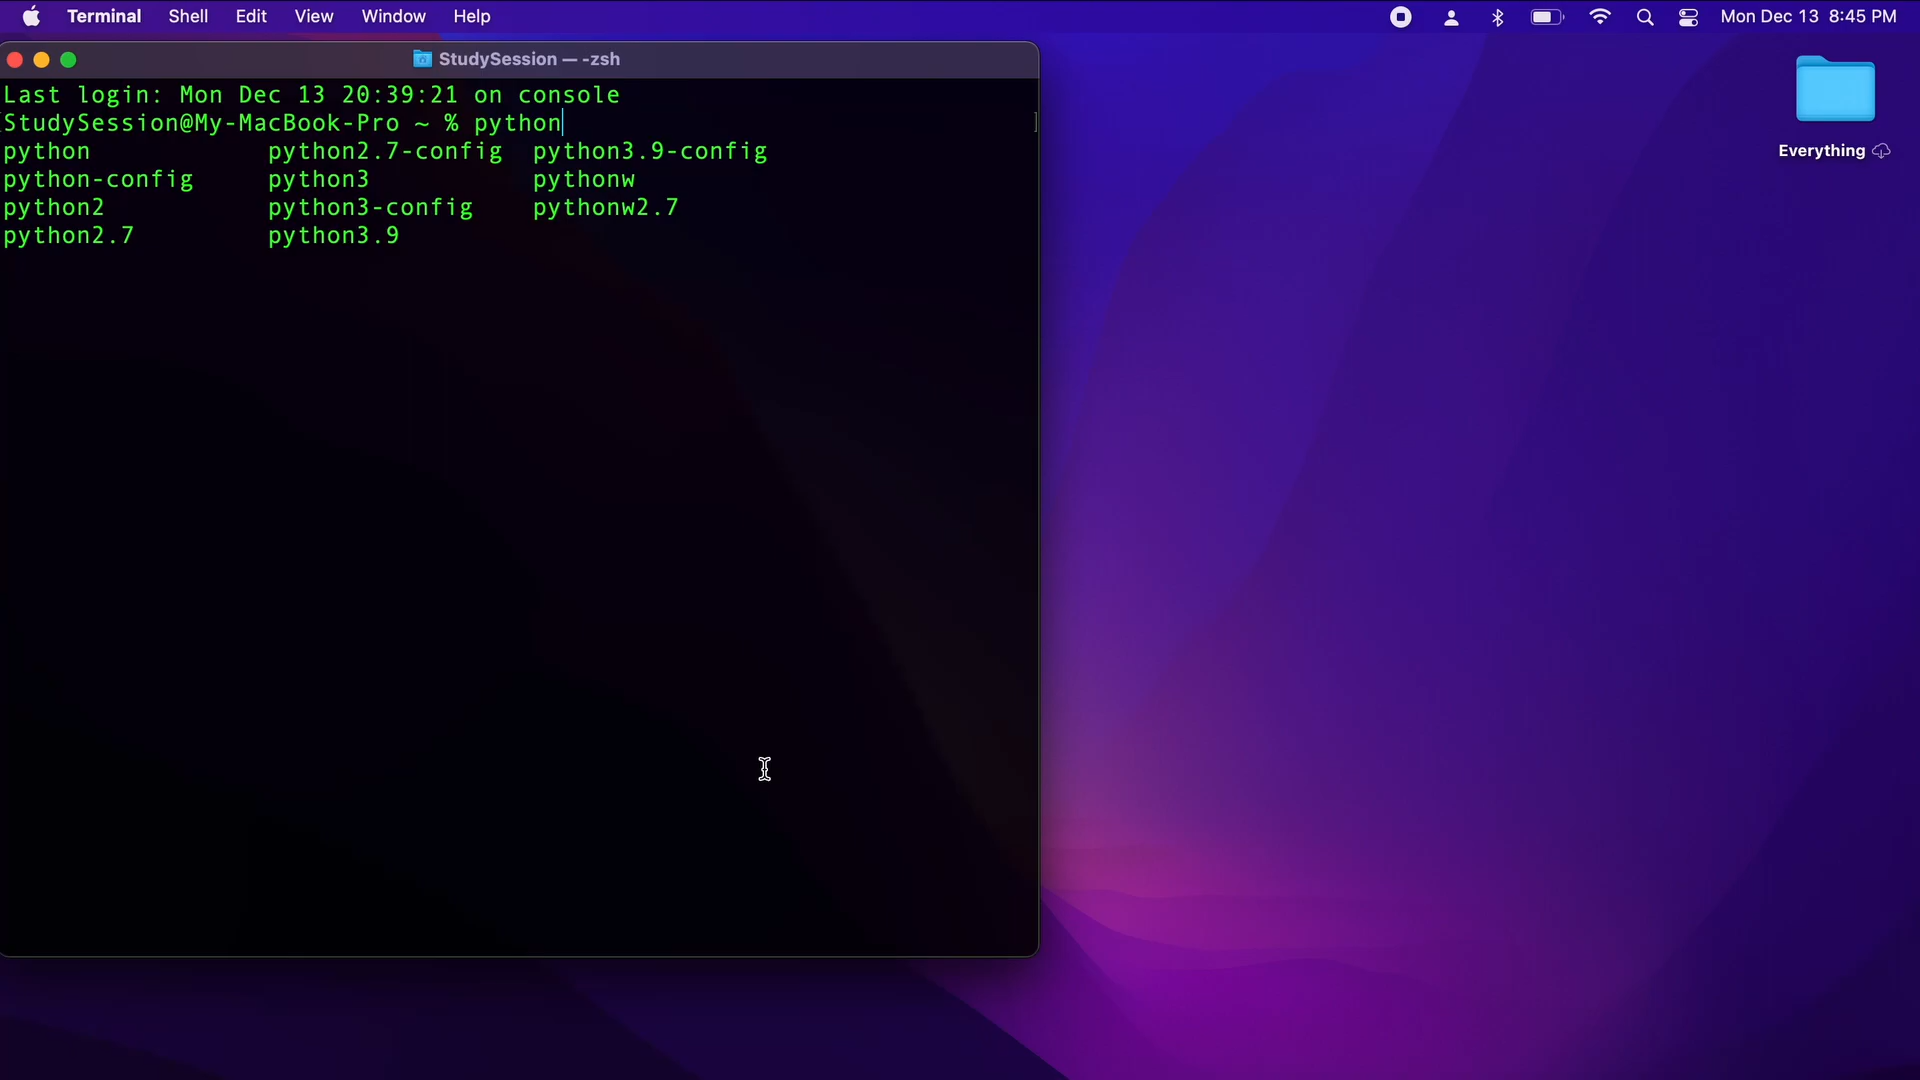 Terminal Shell Edit View Window Help Mon Dec 13 8:45 PM
StudySession — -zsh
Last login: Mon Dec 13 20:39:21 on console
StudySession@My-MacBook-Pro ~ % python
python python2.7-config python3.9-config
python-config python3 pythonw
python2 python3-config pythonw2.7
python2.7 python3.9
Everything